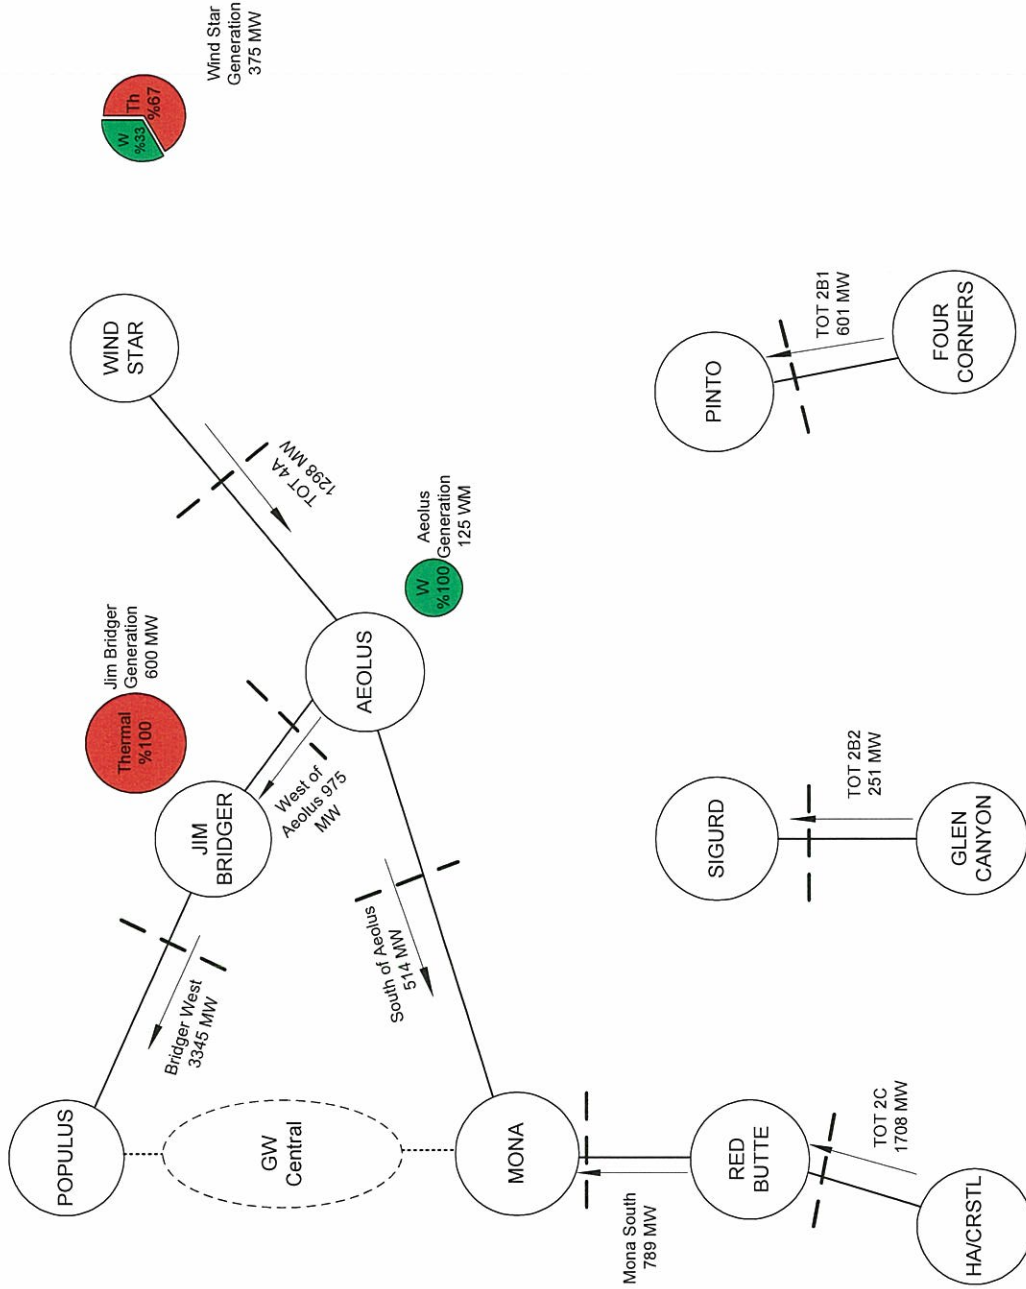 W
%33
Th
%67
Wind Star
Generation
375 MW
WIND
STAR
TOT 4A
1298 MW
Jim Bridger
Generation
600 MW
Thermal
%100
W
%100
Aeolus
Generation
125 WM
AEOLUS
JIM
BRIDGER
West of
Aeolus 975
MW
Bridger West
3345 MW
South of Aeolus
514 MW
POPULUS
GW
Central
MONA
Mona South
789 MW
RED
BUTTE
TOT 2C
1708 MW
HA/CRSTL
SIGURD
TOT 2B2
251 MW
GLEN
CANYON
PINTO
TOT 2B1
601 MW
FOUR
CORNERS